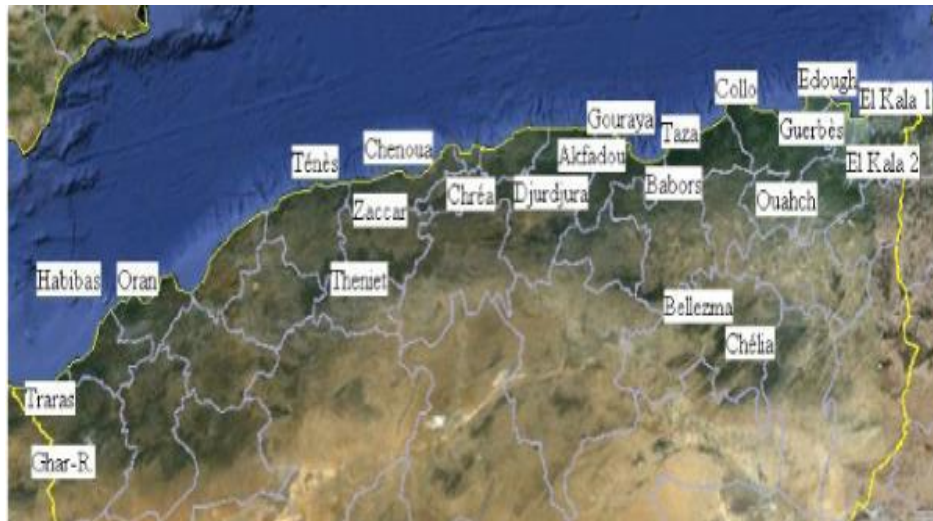 Edough
Collo
El Kala 1
Gouraya
Guerbès
Taza
Chenoua
Akfadou
Ténès
El Kala 2
Babors
Chréa
Djurdjura
Ouahch
Zaccar
Habibas
Oran
Theniet
Bellezma
Chélia
Traras
Ghar-R.